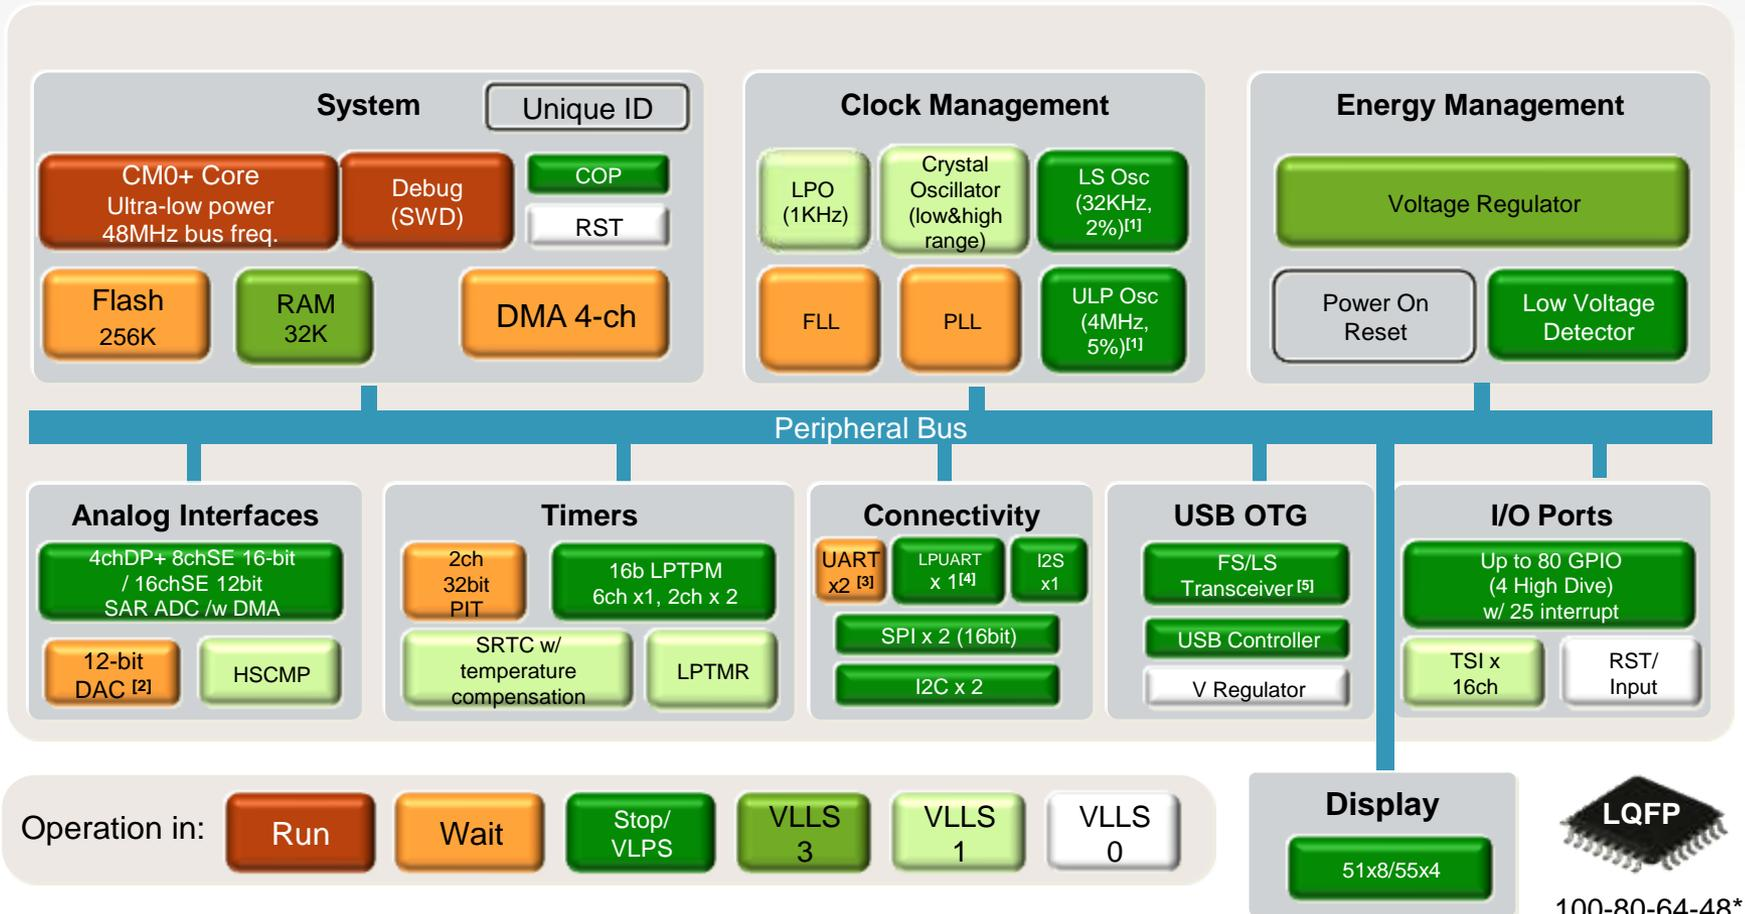 System
Unique ID
CM0+ Core
Ultra-low power
48MHz bus freq.
Debug
(SWD)
COP
RST
Flash
256K
RAM
32K
DMA 4-ch
Clock Management
LPO
(1KHz)
Crystal
Oscillator
(low&high
range)
LS Osc
(32KHz,
2%)[1]
FLL
PLL
ULP Osc
(4MHz,
5%)[1]
Energy Management
Voltage Regulator
Power On
Reset
Low Voltage
Detector
Peripheral Bus
Analog Interfaces
4chDP+ 8chSE 16-bit
/ 16chSE 12bit
SAR ADC /w DMA
12-bit
DAC [2]
HSCMP
Timers
2ch
32bit
PIT
16b LPTPM
6ch x1, 2ch x 2
SRTC w/
temperature
compensation
LPTMR
Connectivity
UART
x2 [3]
LPUART
x 1[4]
I2S
x1
SPI x 2 (16bit)
I2C x 2
USB OTG
FS/LS
Transceiver [5]
USB Controller
V Regulator
I/O Ports
Up to 80 GPIO
(4 High Dive)
w/ 25 interrupt
TSI x
16ch
RST/
Input
Operation in:
Run
Wait
Stop/
VLPS
VLLS
3
VLLS
1
VLLS
0
Display
51x8/55x4
LQFP
100-80-64-48*